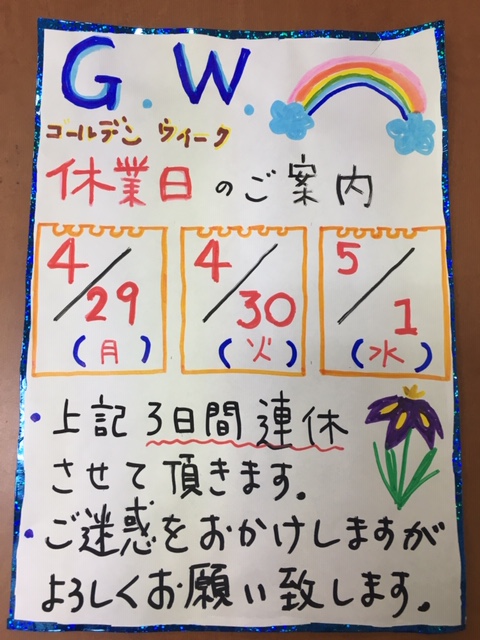 G.W.
ゴールデンウィーク
休業日のご案内
4/29
(月)
4/30
(火)
5/1
(水)
・上記3日間連休
させて頂きます。
・ご迷惑をおかけしますが
よろしくお願い致します。